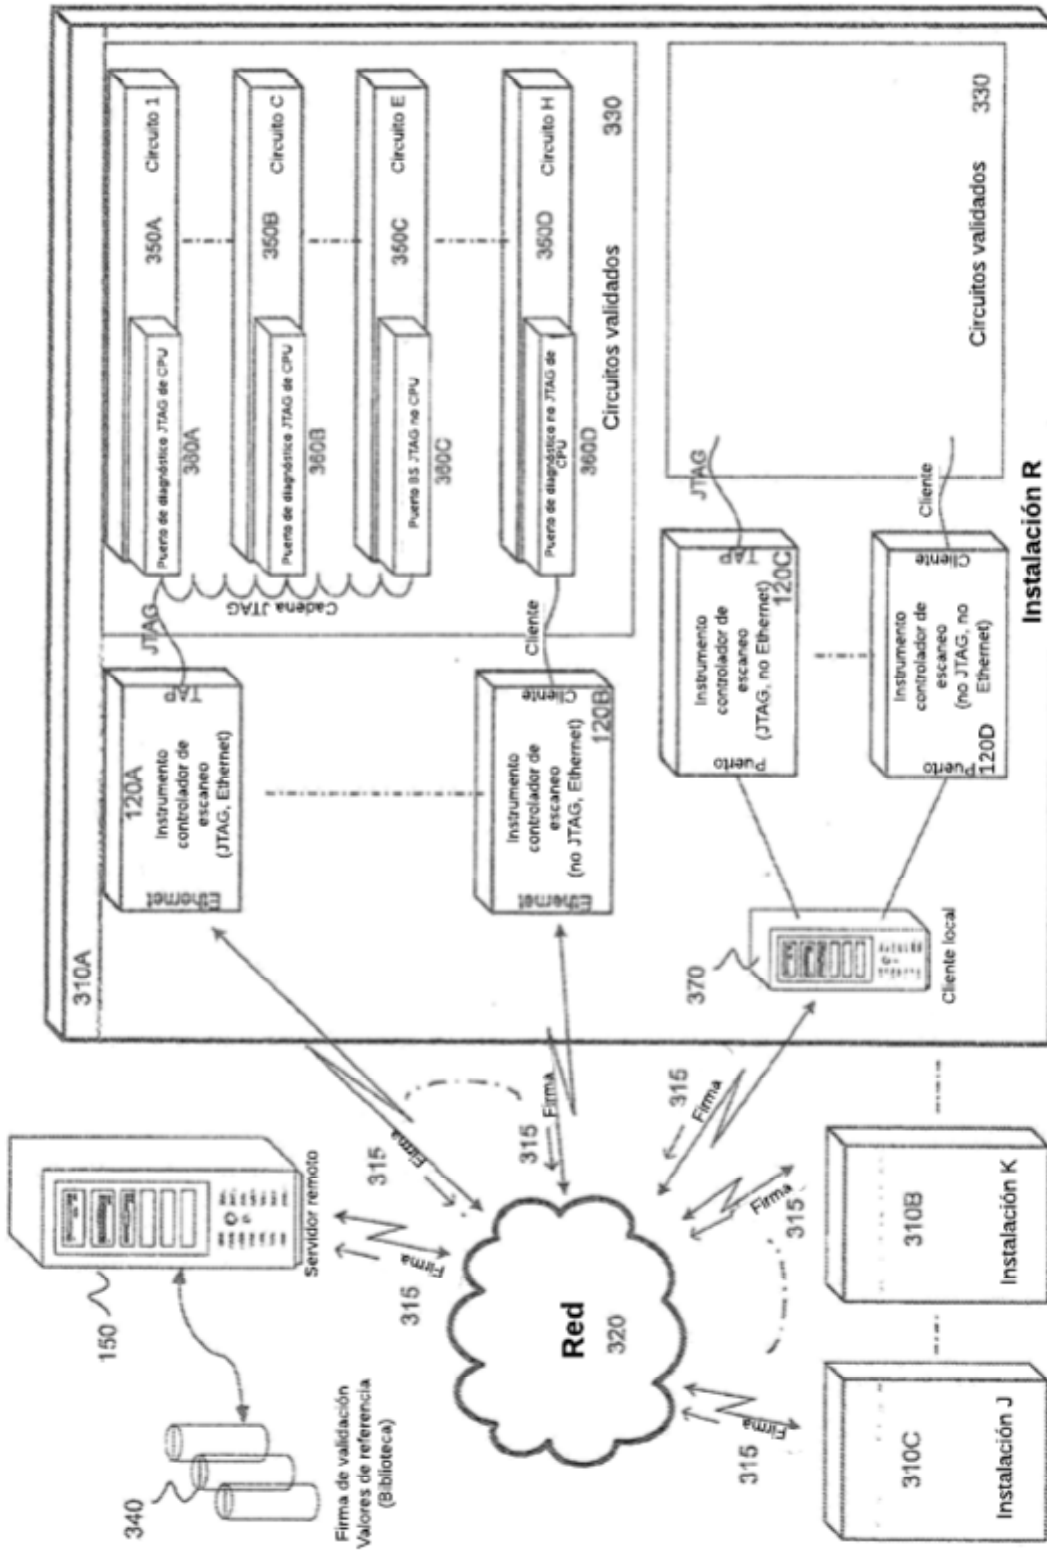 310A
120A
Instrumento
controlador de
escaneo
(JTAG, Ethernet)
Ethernet
TAP
JTAG
Cadena JTAG
Puerto de diagnóstico JTAG de CPU
360A
350A
Circuito 1
Puerto de diagnóstico JTAG de CPU
360B
350B
Circuito C
Puerto BS JTAG no CPU
360C
350C
Circuito E
Puerto de diagnóstico no JTAG de
CPU
360D
350D
Circuito H
Circuitos validados
330
Instrumento
controlador de
escaneo
(no JTAG, Ethernet)
Ethernet
Cliente
120B
Cliente
Instrumento
controlador de
escaneo
(JTAG, no Ethernet)
Puerto
TAP
120C
JTAG
Instrumento
controlador de
escaneo
(no JTAG, no
Ethernet)
Puerto
120D
Cliente
Cliente
Circuitos validados
330
370
Cliente local
Instalación R
150
Servidor remoto
340
Firma de validación
Valores de referencia
(Biblioteca)
Red
320
315
Firma
315
Firma
315
Firma
315
Firma
315
Firma
315
Firma
310B
Instalación K
310C
Instalación J